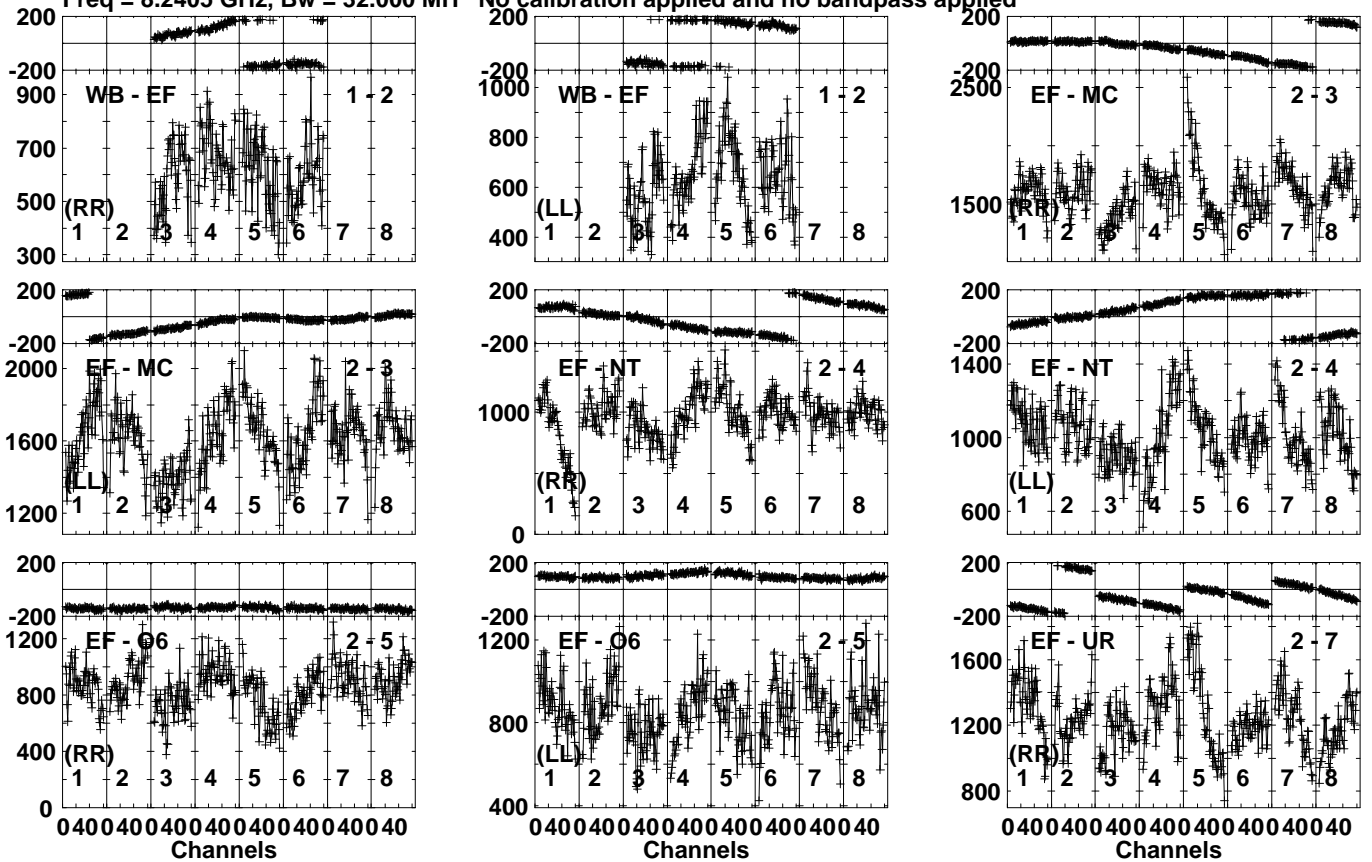 Freq = 8.2405 GHz, Bw = 32.000 MH No calibration applied and no bandpass applied
200
-200
WB - EF 1 - 2
900
700
500
300
(RR)
1 2 3 4 5 6 7 8
200
-200
WB - EF 1 - 2
1000
800
600
400
(LL)
1 2 3 4 5 6 7 8
200
-200
EF - MC 2 - 3
2500
1500
(RR)
1 2 3 4 5 6 7 8
200
-200
EF - MC 2 - 3
2000
1600
1200
(LL)
1 2 3 4 5 6 7 8
200
-200
EF - NT 2 - 4
1000
0
(RR)
1 2 3 4 5 6 7 8
200
-200
EF - NT 2 - 4
1400
1000
600
(LL)
1 2 3 4 5 6 7 8
200
-200
EF - O6 2 - 5
1200
800
400
0
(RR)
1 2 3 4 5 6 7 8
0 40 0 40 0 40 0 40 0 40 0 40 0 40 0 40
Channels
200
-200
EF - O6 2 - 5
1200
800
400
(LL)
1 2 3 4 5 6 7 8
0 40 0 40 0 40 0 40 0 40 0 40 0 40 0 40
Channels
200
-200
EF - UR 2 - 7
1600
1200
800
(RR)
1 2 3 4 5 6 7 8
0 40 0 40 0 40 0 40 0 40 0 40 0 40 0 40
Channels